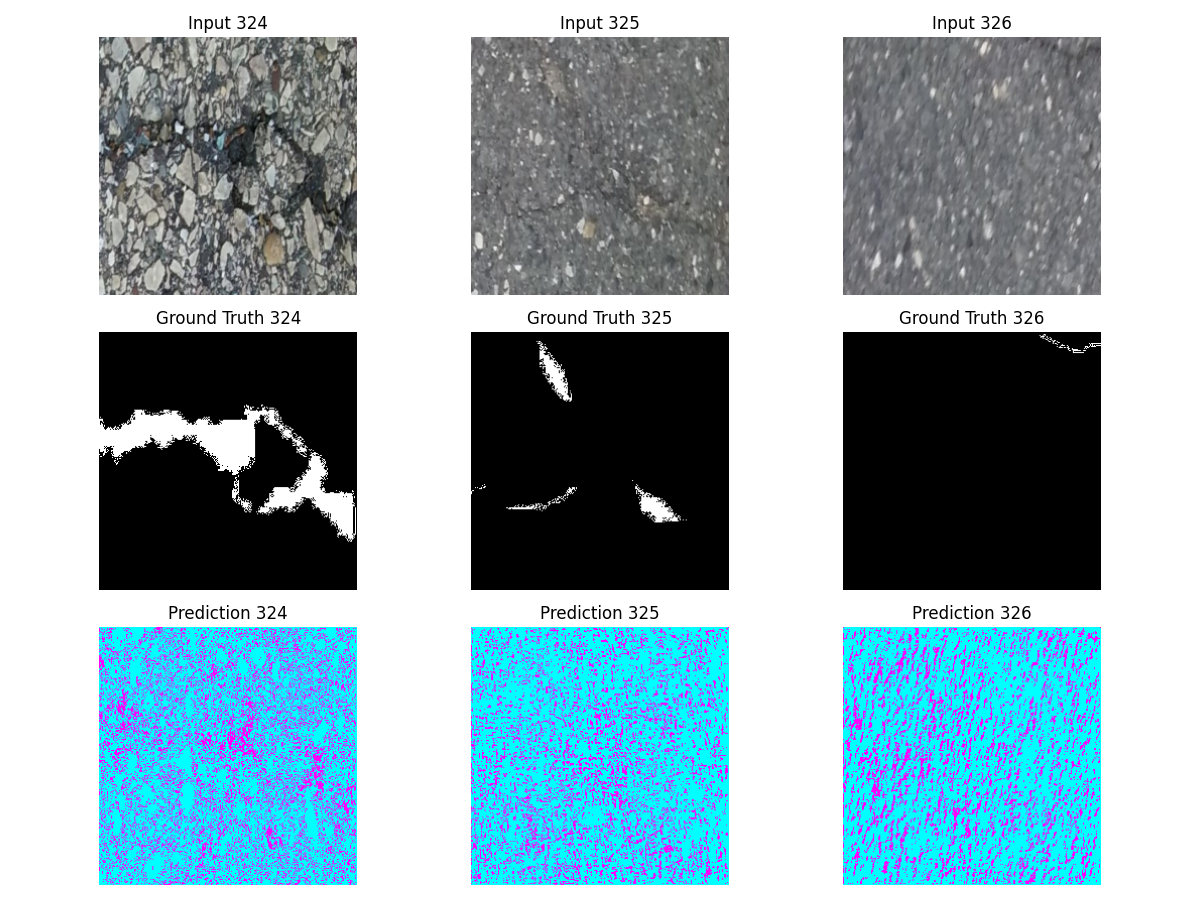 Input 324
Input 325
Input 326
Ground Truth 324
Ground Truth 325
Ground Truth 326
Prediction 324
Prediction 325
Prediction 326